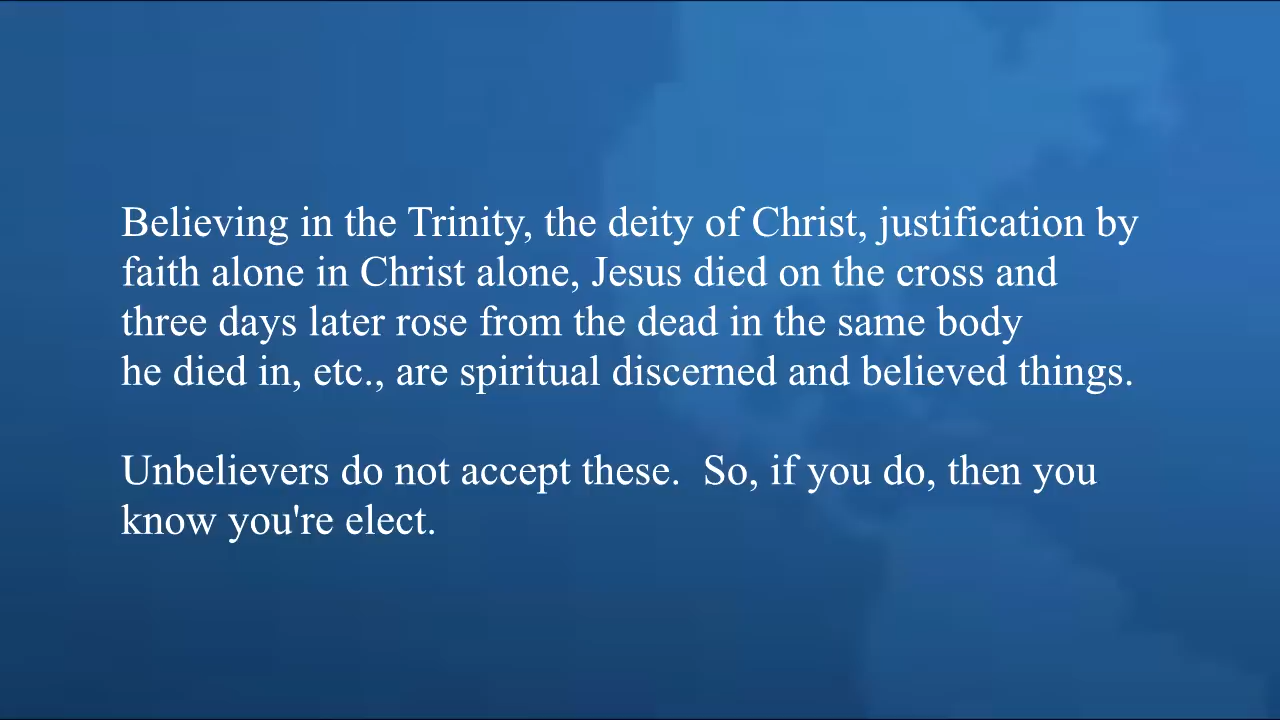 Believing in the Trinity, the deity of Christ, justification by
faith alone in Christ alone, Jesus died on the cross and
three days later rose from the dead in the same body
he died in, etc., are spiritual discerned and believed things.
Unbelievers do not accept these.  So, if you do, then you
know you're elect.